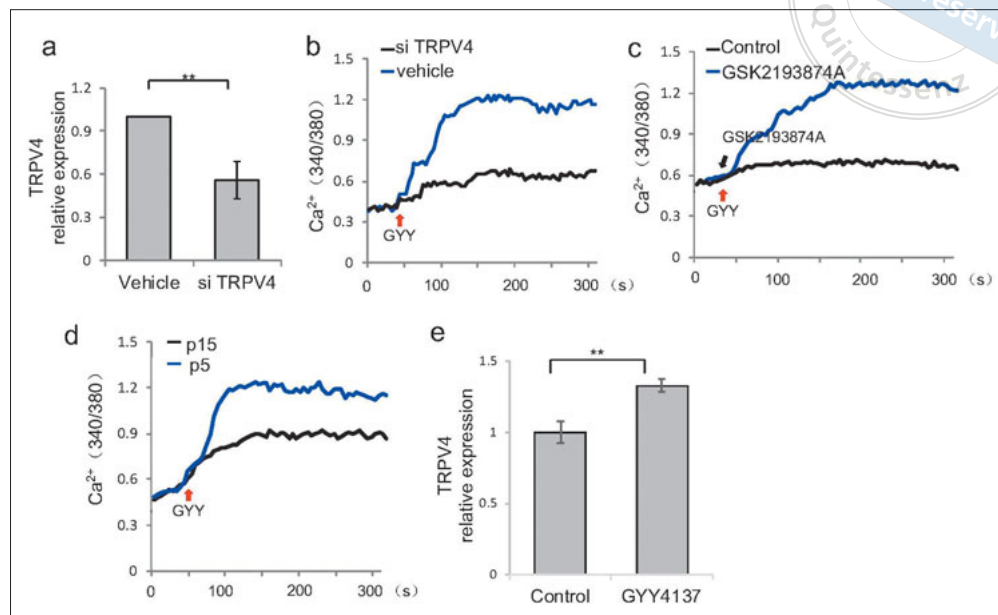 a
**
1.2
0.9
0.6
0.3
0
TRPV4
relative expression
Vehicle
si TRPV4
b
si TRPV4
vehicle
1.5
1.2
0.9
0.6
0.3
0
Ca²⁺（340/380）
GYY
0
100
200
300
（s）
c
Control
GSK2193874A
1.5
1.2
0.9
0.6
0.3
0
Ca²⁺（340/380）
GSK2193874A
GYY
0
100
200
300
（s）
Quintessenz
d
p15
p5
1.5
1.2
0.9
0.6
0.3
0
Ca²⁺（340/380）
GYY
0
100
200
300
（s）
e
**
1.5
1
0.5
0
TRPV4
relative expression
Control
GYY4137